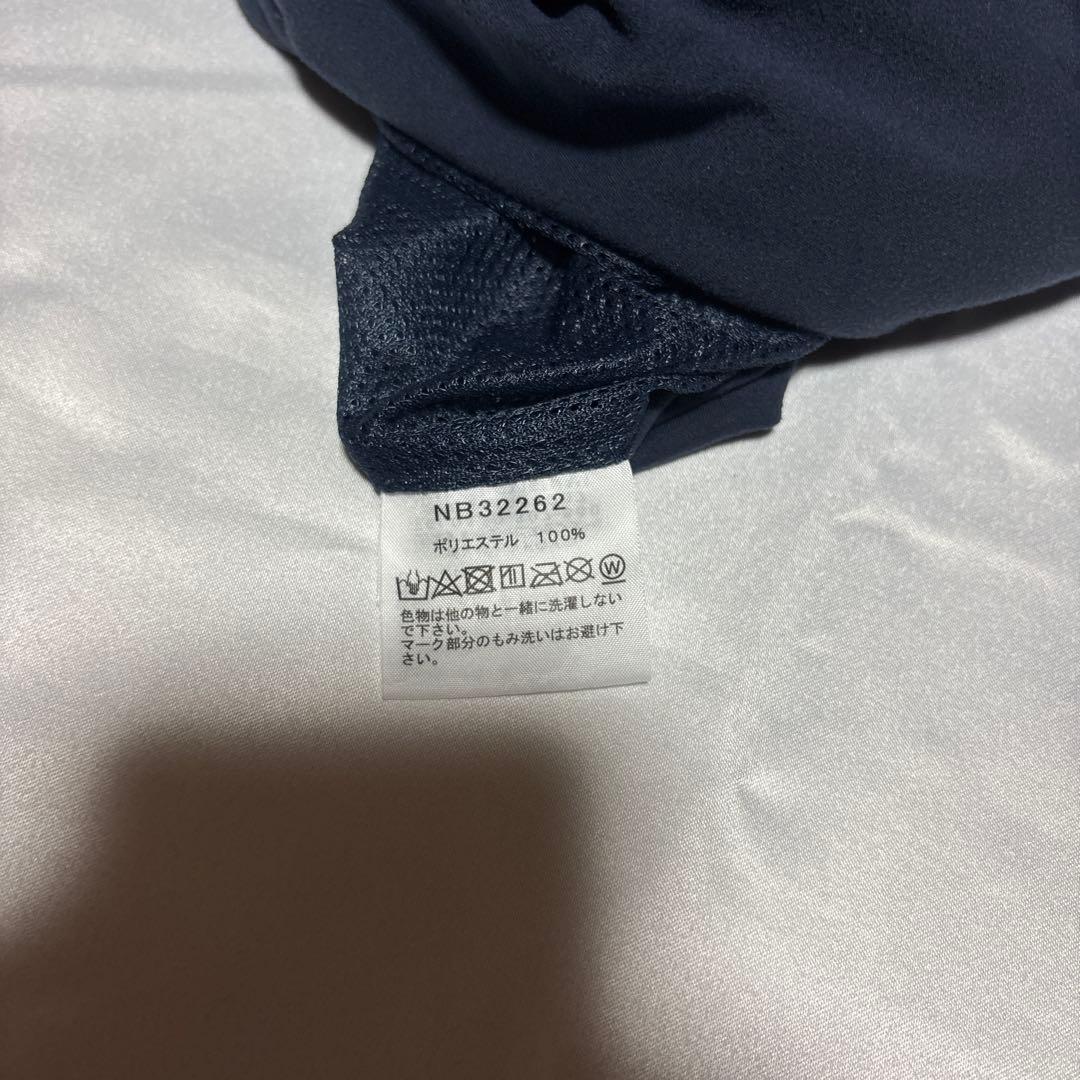 NB32262
ポリエステル 100%
W
色物は他の物と一緒に洗濯しない
で下さい。
マーク部分のもみ洗いはお避け下
さい。